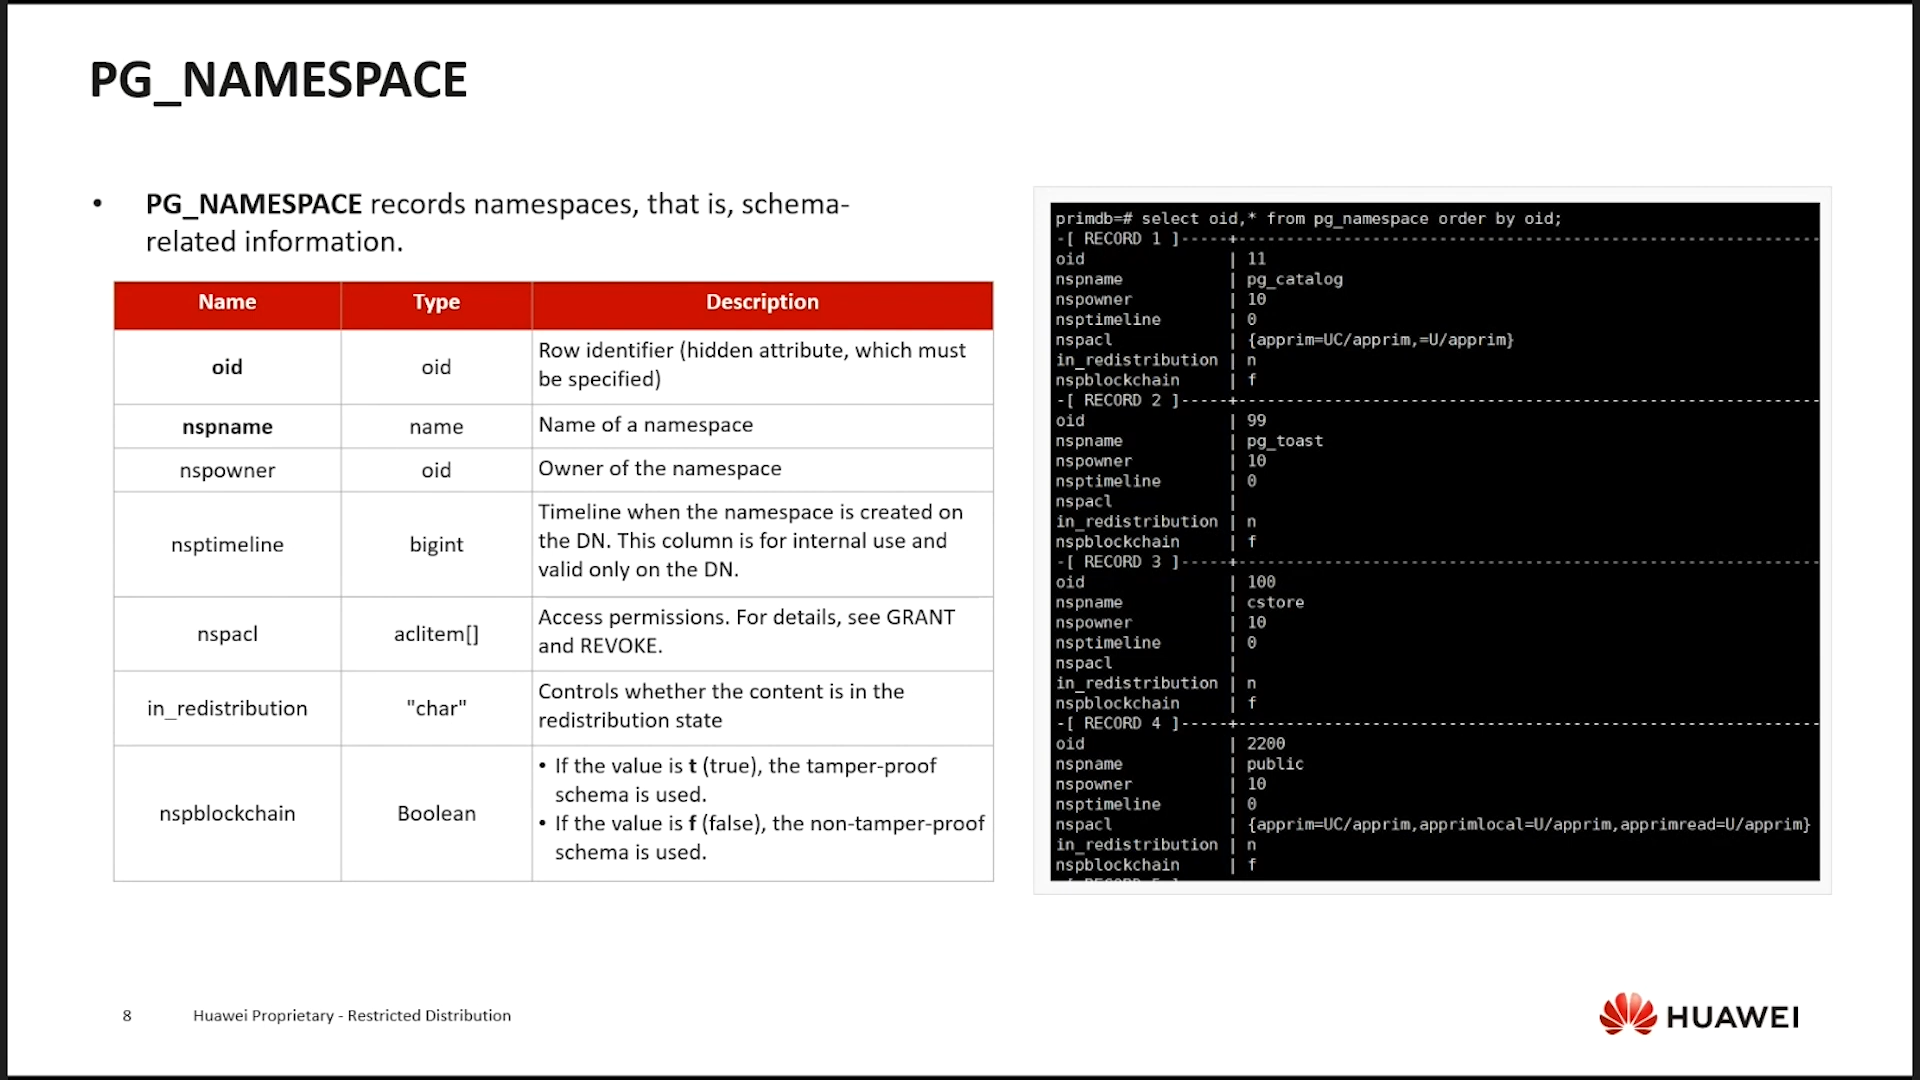 PG_NAMESPACE
• PG_NAMESPACE records namespaces, that is, schema-
related information.
Name Type Description
oid oid Row identifier (hidden attribute, which must
be specified)
nspname name Name of a namespace
nspowner oid Owner of the namespace
nsptimeline bigint Timeline when the namespace is created on
the DN. This column is for internal use and
valid only on the DN.
nspacl aclitem[] Access permissions. For details, see GRANT
and REVOKE.
in_redistribution "char" Controls whether the content is in the
redistribution state
nspblockchain Boolean • If the value is t (true), the tamper-proof
schema is used.
• If the value is f (false), the non-tamper-proof
schema is used.
primdb=# select oid,* from pg_namespace order by oid;
-[ RECORD 1 ]-----+-------------------------------------------------------------
oid | 11
nspname | pg_catalog
nspowner | 10
nsptimeline | 0
nspacl | {apprim=UC/apprim,=U/apprim}
in_redistribution | n
nspblockchain | f
-[ RECORD 2 ]-----+-------------------------------------------------------------
oid | 99
nspname | pg_toast
nspowner | 10
nsptimeline | 0
nspacl |
in_redistribution | n
nspblockchain | f
-[ RECORD 3 ]-----+-------------------------------------------------------------
oid | 100
nspname | cstore
nspowner | 10
nsptimeline | 0
nspacl |
in_redistribution | n
nspblockchain | f
-[ RECORD 4 ]-----+-------------------------------------------------------------
oid | 2200
nspname | public
nspowner | 10
nsptimeline | 0
nspacl | {apprim=UC/apprim,apprimlocal=U/apprim,apprimread=U/apprim}
in_redistribution | n
nspblockchain | f
8 Huawei Proprietary - Restricted Distribution
HUAWEI